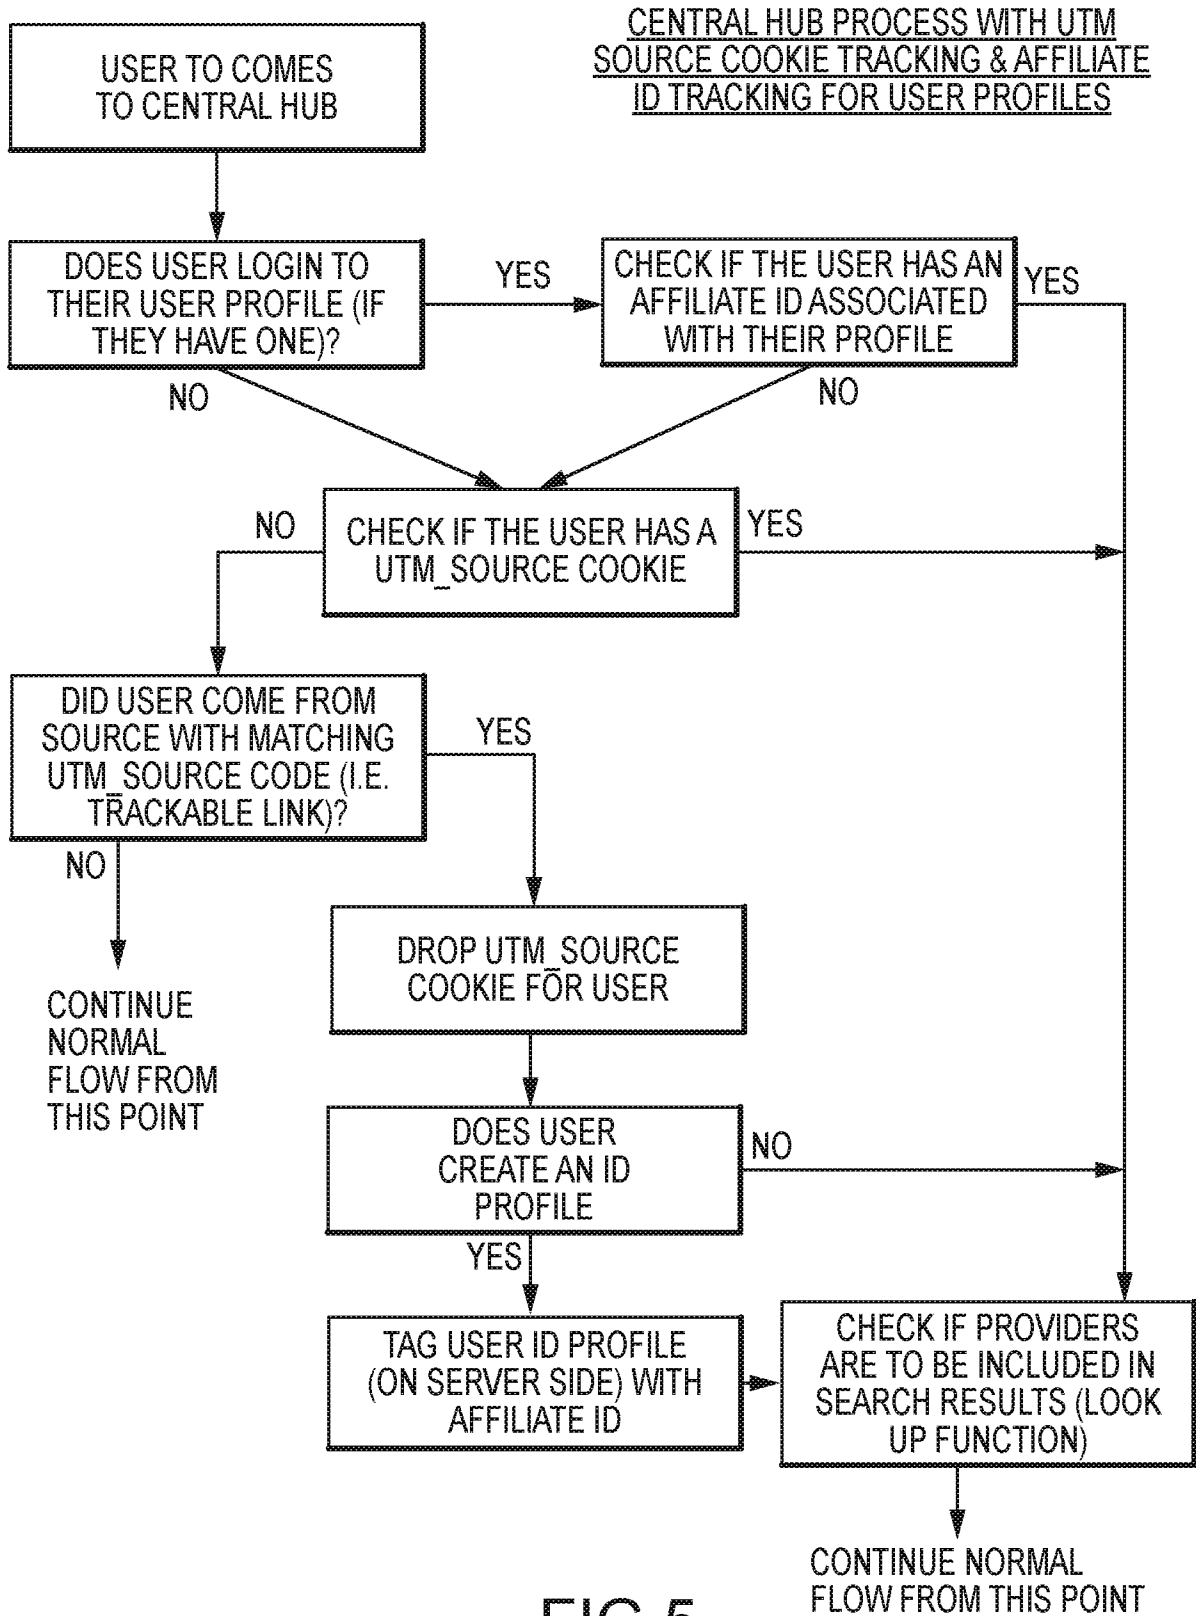 CENTRAL HUB PROCESS WITH UTM
SOURCE COOKIE TRACKING & AFFILIATE
ID TRACKING FOR USER PROFILES
USER TO COMES
TO CENTRAL HUB
DOES USER LOGIN TO
THEIR USER PROFILE (IF
THEY HAVE ONE)?
YES
CHECK IF THE USER HAS AN
AFFILIATE ID ASSOCIATED
WITH THEIR PROFILE
YES
NO
NO
NO
CHECK IF THE USER HAS A
UTM_SOURCE COOKIE
YES
DID USER COME FROM
SOURCE WITH MATCHING
UTM_SOURCE CODE (I.E.
TRACKABLE LINK)?
YES
NO
CONTINUE
NORMAL
FLOW FROM
THIS POINT
DROP UTM_SOURCE
COOKIE FOR USER
DOES USER
CREATE AN ID
PROFILE
NO
YES
TAG USER ID PROFILE
(ON SERVER SIDE) WITH
AFFILIATE ID
CHECK IF PROVIDERS
ARE TO BE INCLUDED IN
SEARCH RESULTS (LOOK
UP FUNCTION)
CONTINUE NORMAL
FLOW FROM THIS POINT
FIG.5